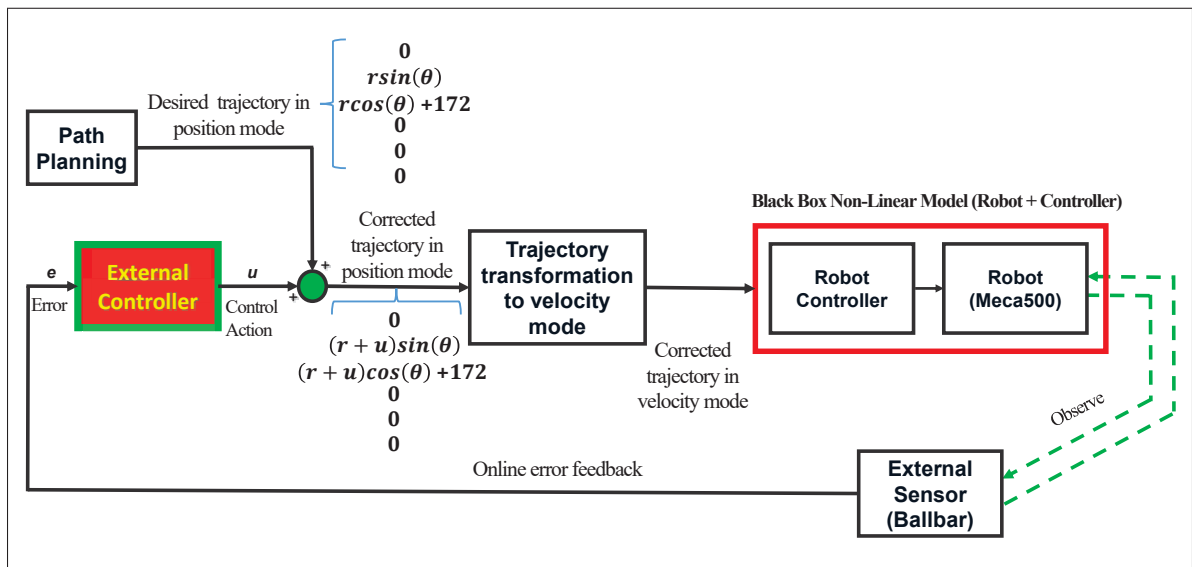 Path
Planning
Desired trajectory in
position mode
0
rsin(θ)
rcos(θ) +172
0
0
0
e
Error
External
Controller
u
Control
Action
+
+
Corrected
trajectory in
position mode
0
(r + u)sin(θ)
(r + u)cos(θ) +172
0
0
0
Trajectory
transformation
to velocity
mode
Corrected
trajectory in
velocity mode
Black Box Non-Linear Model (Robot + Controller)
Robot
Controller
Robot
(Meca500)
Observe
External
Sensor
(Ballbar)
Online error feedback